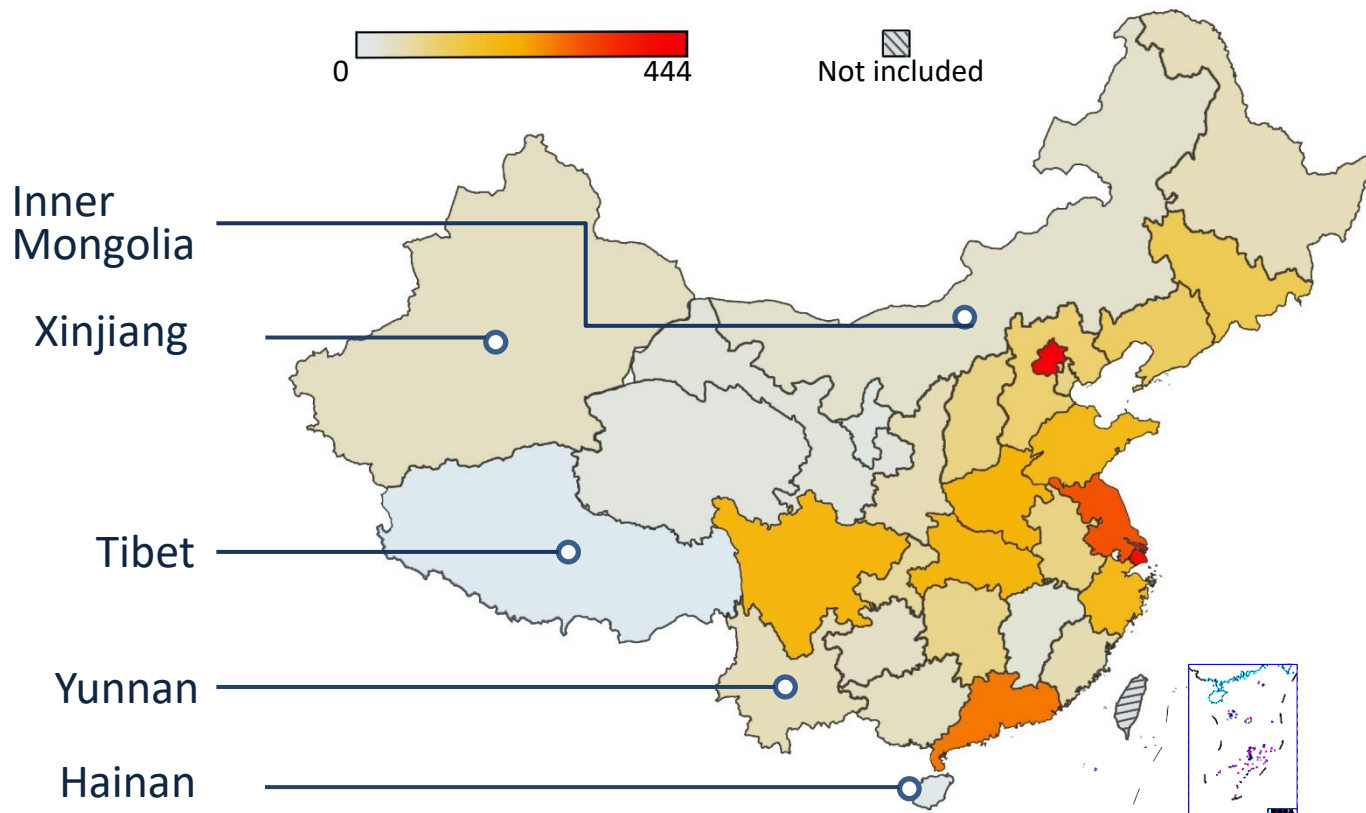 0
444
Not included
Inner
Mongolia
Xinjiang
Tibet
Yunnan
Hainan